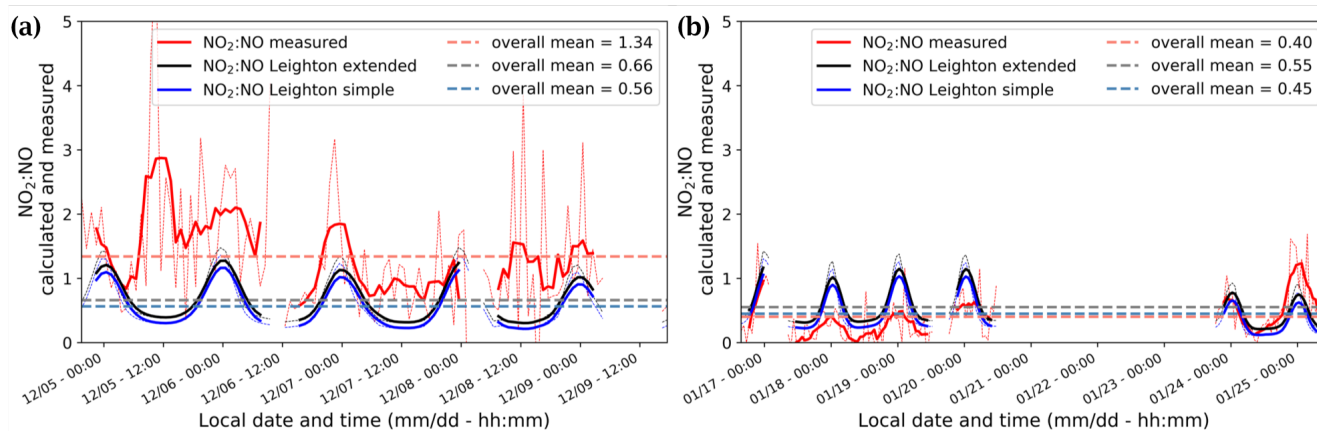 (a)
NO₂:NO
calculated and measured
5
4
3
2
1
0
NO₂:NO measured
NO₂:NO Leighton extended
NO₂:NO Leighton simple
overall mean = 1.34
overall mean = 0.66
overall mean = 0.56
12/05 - 00:00
12/05 - 12:00
12/06 - 00:00
12/06 - 12:00
12/07 - 00:00
12/07 - 12:00
12/08 - 00:00
12/08 - 12:00
12/09 - 00:00
12/09 - 12:00
Local date and time (mm/dd - hh:mm)
(b)
NO₂:NO
calculated and measured
5
4
3
2
1
0
NO₂:NO measured
NO₂:NO Leighton extended
NO₂:NO Leighton simple
overall mean = 0.40
overall mean = 0.55
overall mean = 0.45
01/17 - 00:00
01/18 - 00:00
01/19 - 00:00
01/20 - 00:00
01/21 - 00:00
01/22 - 00:00
01/23 - 00:00
01/24 - 00:00
01/25 - 00:00
Local date and time (mm/dd - hh:mm)